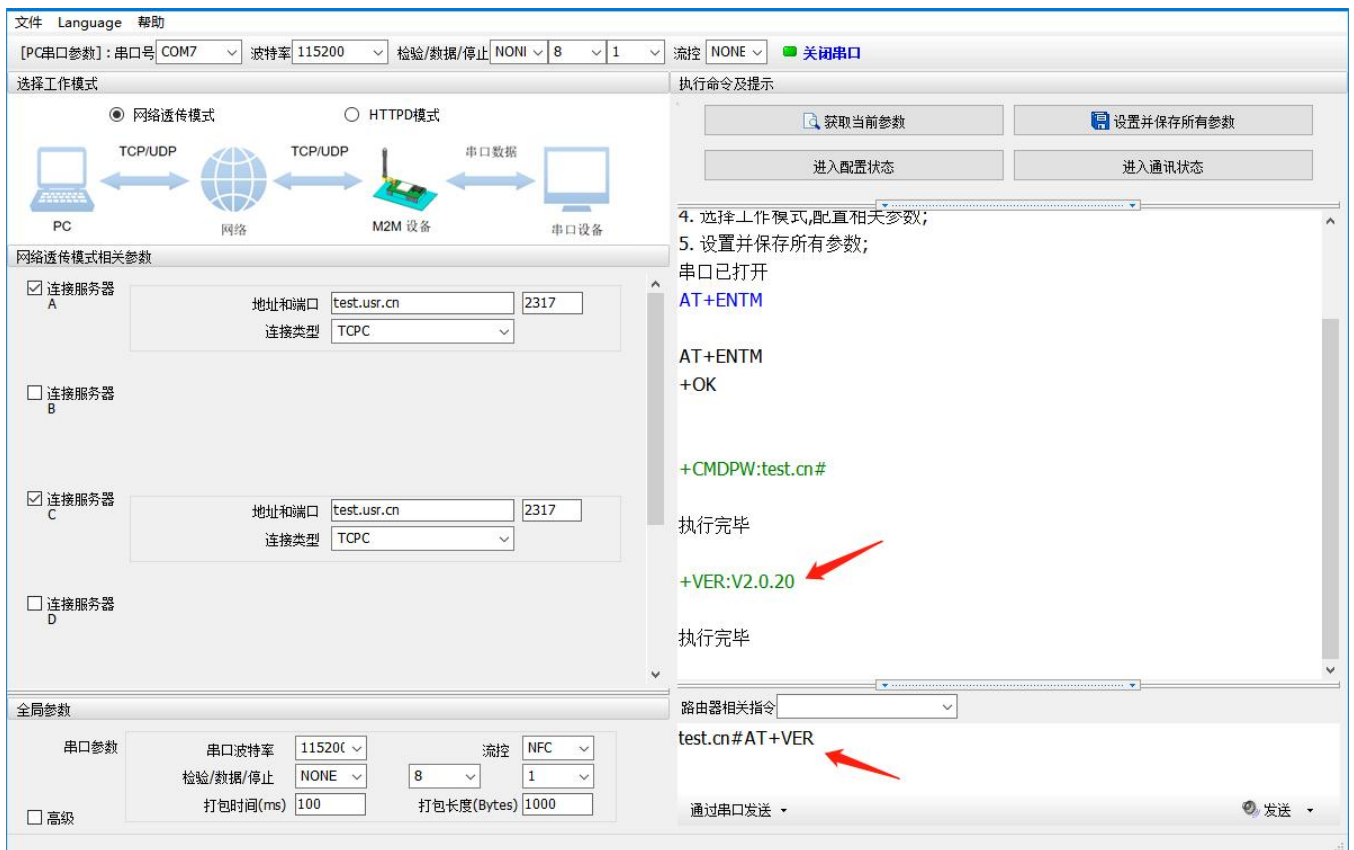 文件 Language 帮助
[PC串口参数]：串口号 COM7 波特率 115200 检验/数据/停止 NONI 8 1 流控 NONE 关闭串口
选择工作模式
网络透传模式 HTTPD模式
TCP/UDP TCP/UDP 串口数据
PC 网络 M2M 设备 串口设备
网络透传模式相关参数
连接服务器
A
地址和端口 test.usr.cn 2317
连接类型 TCPC
连接服务器
B
连接服务器
C
地址和端口 test.usr.cn 2317
连接类型 TCPC
连接服务器
D
全局参数
串口参数 串口波特率 11520( 流控 NFC
检验/数据/停止 NONE 8 1
打包时间(ms) 100 打包长度(Bytes) 1000
高级
执行命令及提示
获取当前参数 设置并保存所有参数
进入配置状态 进入通讯状态
4. 选择工作模式,配置相关参数;
5. 设置并保存所有参数;
串口已打开
AT+ENTM
AT+ENTM
+OK
+CMDPW:test.cn#
执行完毕
+VER:V2.0.20
执行完毕
路由器相关指令
test.cn#AT+VER
通过串口发送 发送